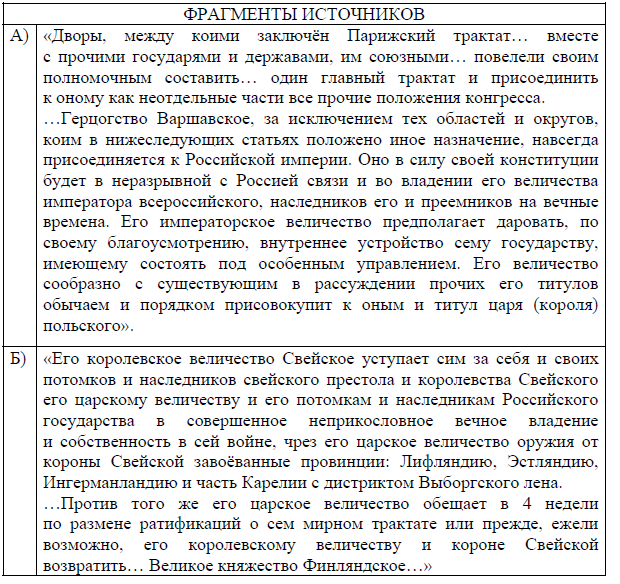 ФРАГМЕНТЫ ИСТОЧНИКОВ
А) «Дворы, между коими заключён Парижский трактат… вместе
с прочими государями и державами, им союзными… повелели своим
полномочным составить… один главный трактат и присоединить
к оному как неотдельные части все прочие положения конгресса.
…Герцогство Варшавское, за исключением тех областей и округов,
коим в нижеследующих статьях положено иное назначение, навсегда
присоединяется к Российской империи. Оно в силу своей конституции
будет в неразрывной с Россией связи и во владении его величества
императора всероссийского, наследников его и преемников на вечные
времена. Его императорское величество предполагает даровать, по
своему благоусмотрению, внутреннее устройство сему государству,
имеющему состоять под особенным управлением. Его величество
сообразно с существующим в рассуждении прочих его титулов
обычаем и порядком присовокупит к оным и титул царя (короля)
польского».
Б) «Его королевское величество Свейское уступает сим за себя и своих
потомков и наследников свейского престола и королевства Свейского
его царскому величеству и его потомкам и наследникам Российского
государства в совершенное неприкословное вечное владение
и собственность в сей войне, чрез его царское величество оружия от
короны Свейской завоёванные провинции: Лифляндию, Эстляндию,
Ингерманландию и часть Карелии с дистриктом Выборгского лена.
…Против того же его царское величество обещает в 4 недели
по размене ратификаций о сем мирном трактате или прежде, ежели
возможно, его королевскому величеству и короне Свейской
возвратить… Великое княжество Финляндское…»